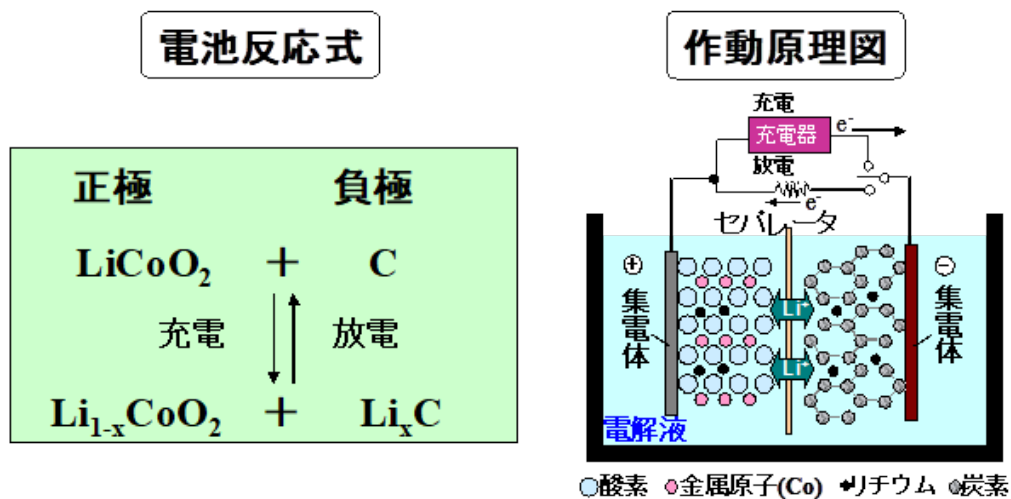 電池反応式
正極 負極
LiCoO₂ + C
充電 放電
Li₁₋ₓCoO₂ + LiₓC
作動原理図
充電
充電器 e⁻
放電
e⁻
セパレータ
⊕ ⊖
集電体 集電体
Li⁺
Li⁺
電解液
酸素 金属原子(Co) リチウム 炭素